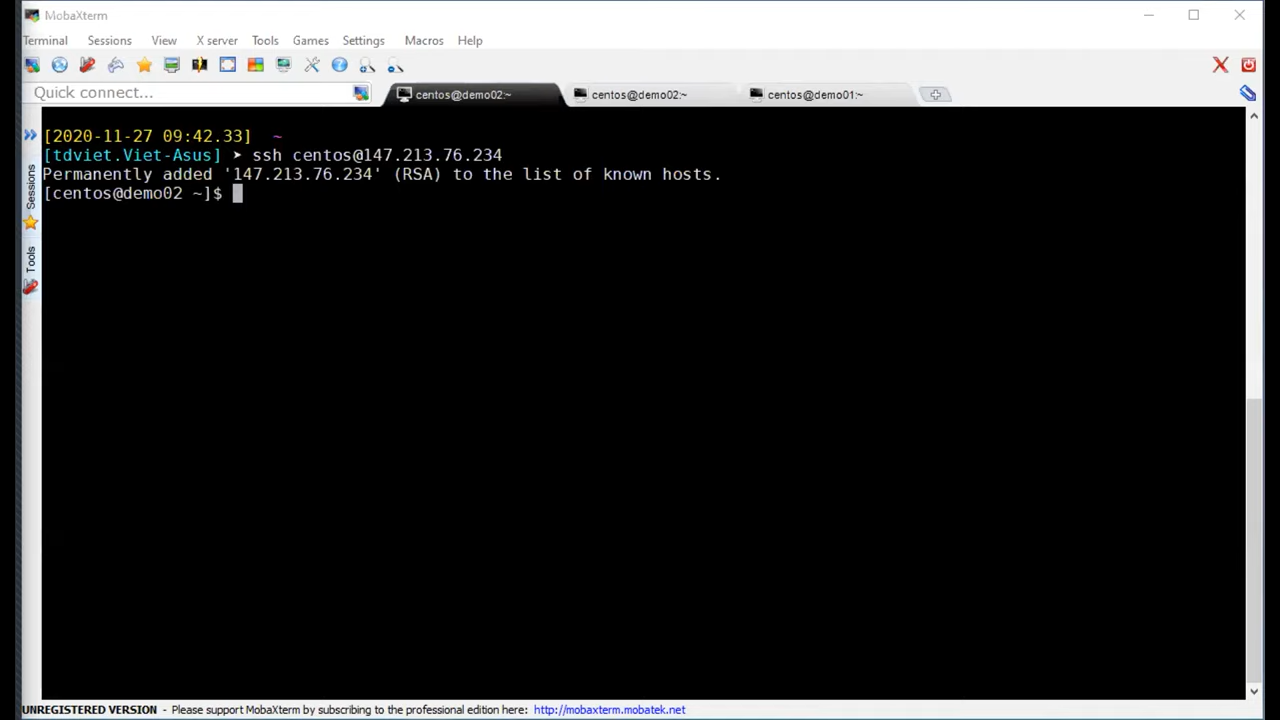 MobaXterm
Terminal Sessions View X server Tools Games Settings Macros Help
Quick connect... centos@demo02:~ centos@demo02:~ centos@demo01:~
[2020-11-27 09:42.33] ~
[tdviet.Viet-Asus] ➤ ssh centos@147.213.76.234
Permanently added '147.213.76.234' (RSA) to the list of known hosts.
[centos@demo02 ~]$
Sessions
Tools
UNREGISTERED VERSION - Please support MobaXterm by subscribing to the professional edition here: http://mobaxterm.mobatek.net